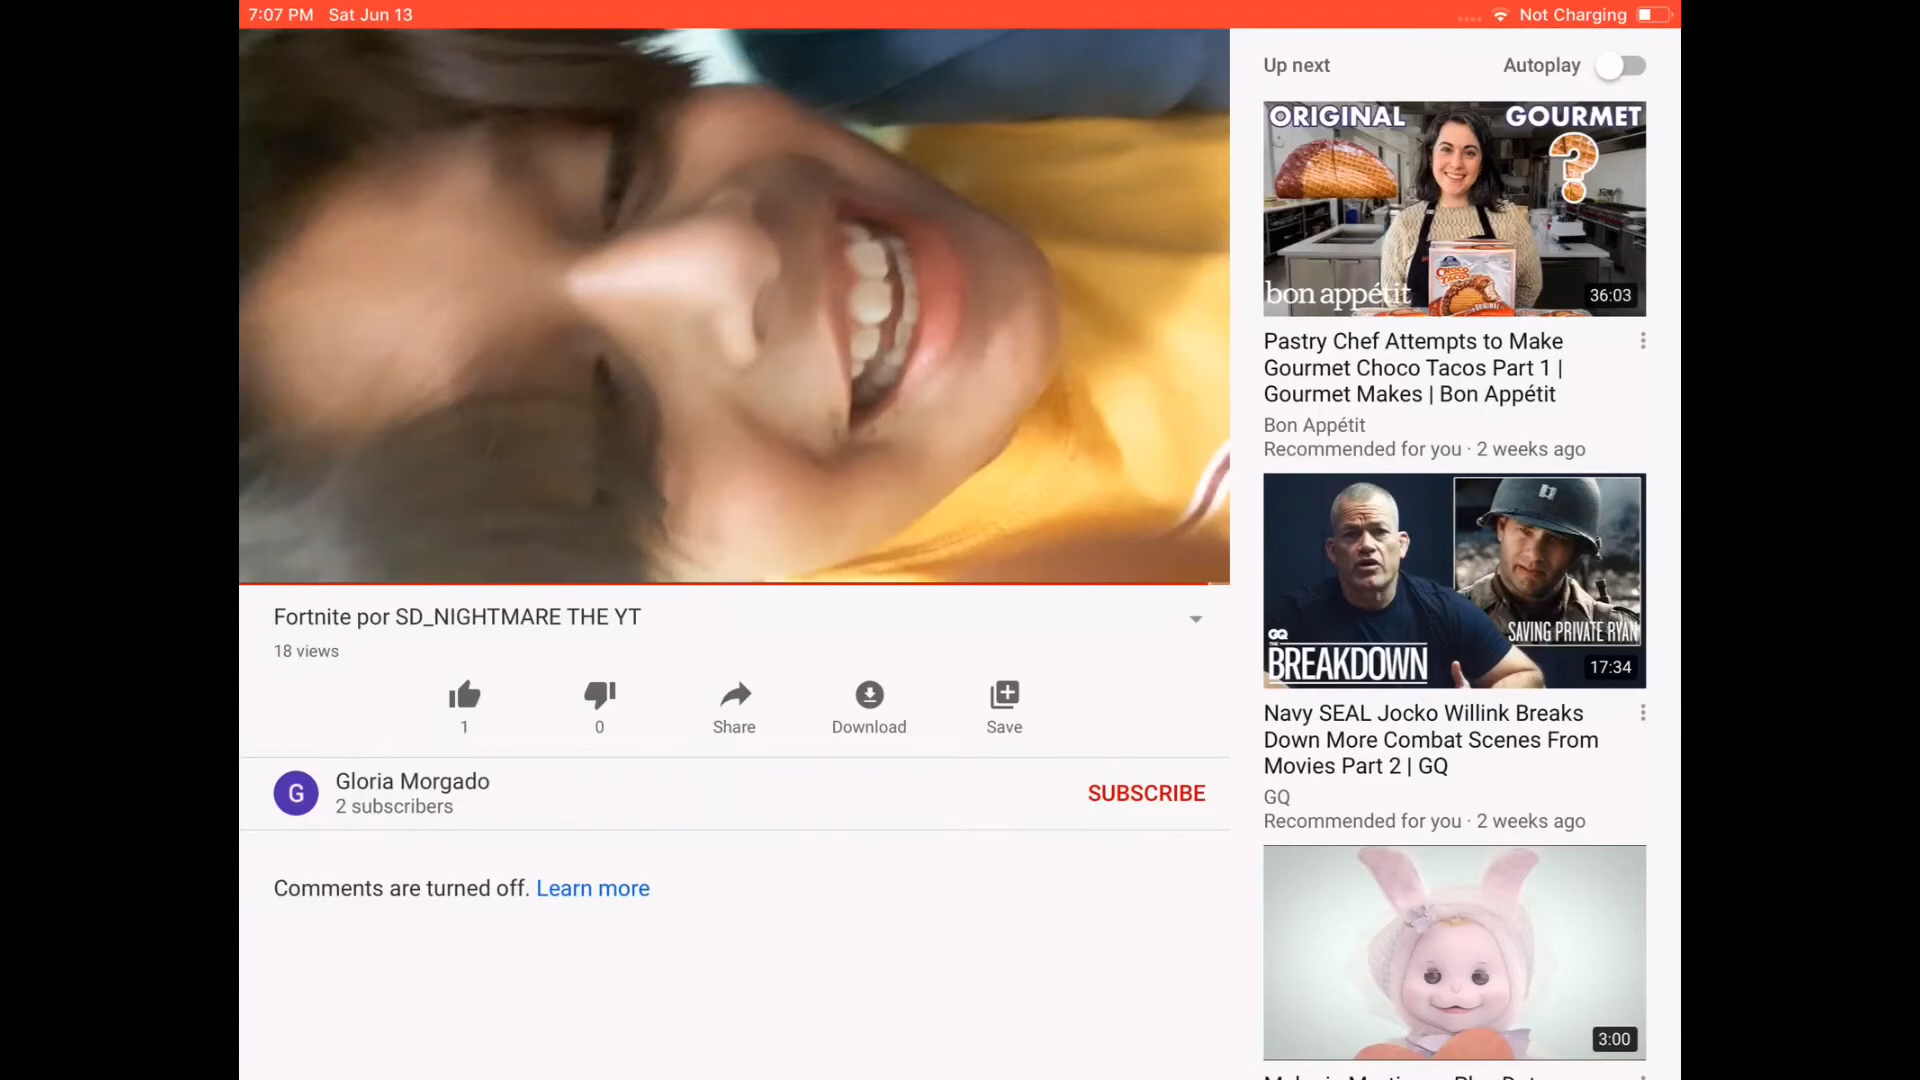 7:07 PM Sat Jun 13
Not Charging
Fortnite por SD_NIGHTMARE THE YT
18 views
1
0
Share
Download
Save
G
Gloria Morgado
2 subscribers
SUBSCRIBE
Comments are turned off. Learn more
Up next
Autoplay
ORIGINAL GOURMET
?
CHOCO TACO
bon appétit
36:03
Pastry Chef Attempts to Make
Gourmet Choco Tacos Part 1 |
Gourmet Makes | Bon Appétit
Bon Appétit
Recommended for you · 2 weeks ago
GQ
THE
BREAKDOWN
SAVING PRIVATE RYAN
17:34
Navy SEAL Jocko Willink Breaks
Down More Combat Scenes From
Movies Part 2 | GQ
GQ
Recommended for you · 2 weeks ago
3:00